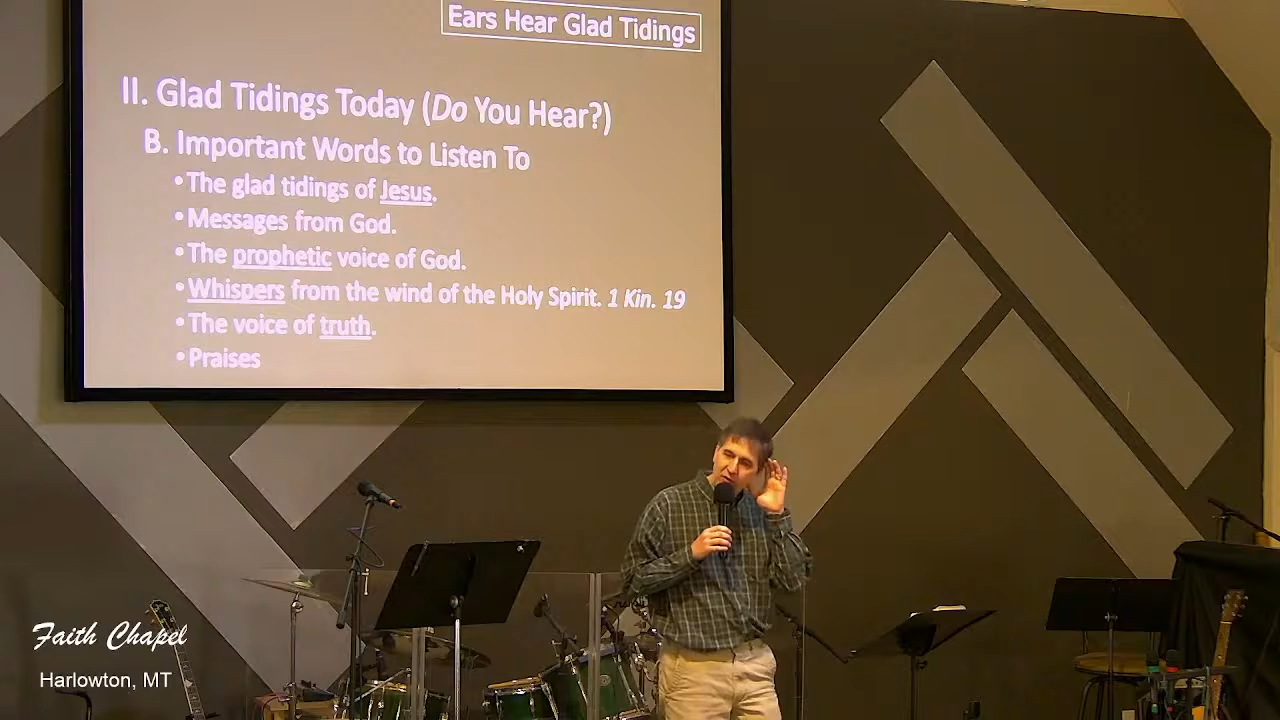 Ears Hear Glad Tidings
II. Glad Tidings Today (Do You Hear?)
B. Important Words to Listen To
•The glad tidings of Jesus.
•Messages from God.
•The prophetic voice of God.
•Whispers from the wind of the Holy Spirit. 1 Kin. 19
•The voice of truth.
•Praises
Faith Chapel
Harlowton, MT